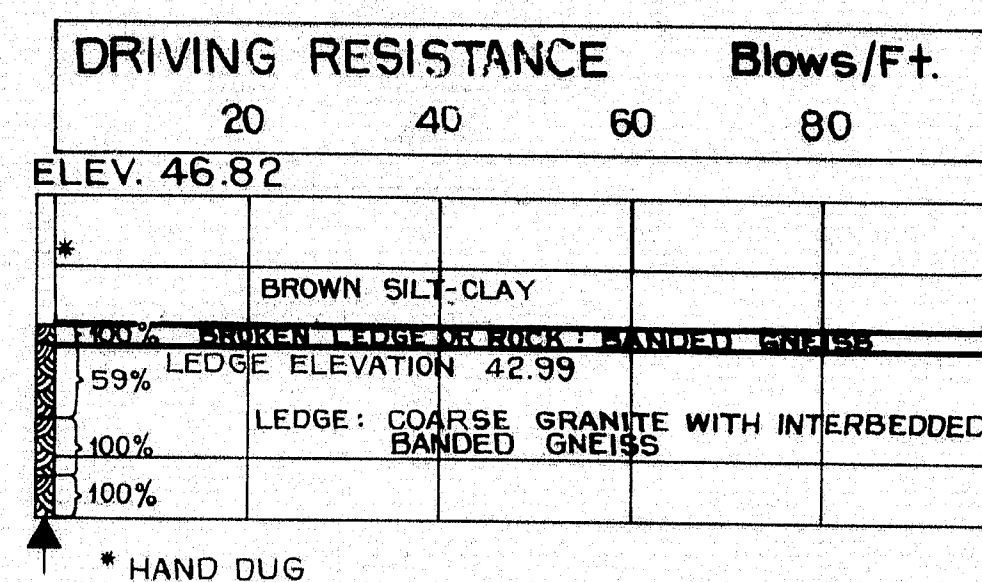 DRIVING RESISTANCE Blows/Ft.
20 40 60 80
ELEV. 46.82
*
BROWN SILT-CLAY
100% BROKEN LEDGE OR ROCK: BANDED GNEISS
LEDGE ELEVATION 42.99
59%
LEDGE: COARSE GRANITE WITH INTERBEDDED
100% BANDED GNEISS
100%
* HAND DUG